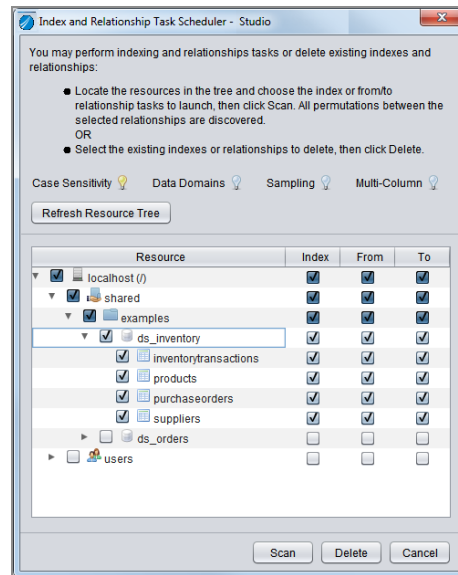 Index and Relationship Task Scheduler - Studio
You may perform indexing and relationships tasks or delete existing indexes and
relationships:
● Locate the resources in the tree and choose the index or from/to
relationship tasks to launch, then click Scan. All permutations between the
selected relationships are discovered.
OR
● Select the existing indexes or relationships to delete, then click Delete.
Case Sensitivity Data Domains Sampling Multi-Column
Refresh Resource Tree
Resource Index From To
localhost (/)
shared
examples
ds_inventory
inventorytransactions
products
purchaseorders
suppliers
ds_orders
users
Scan Delete Cancel